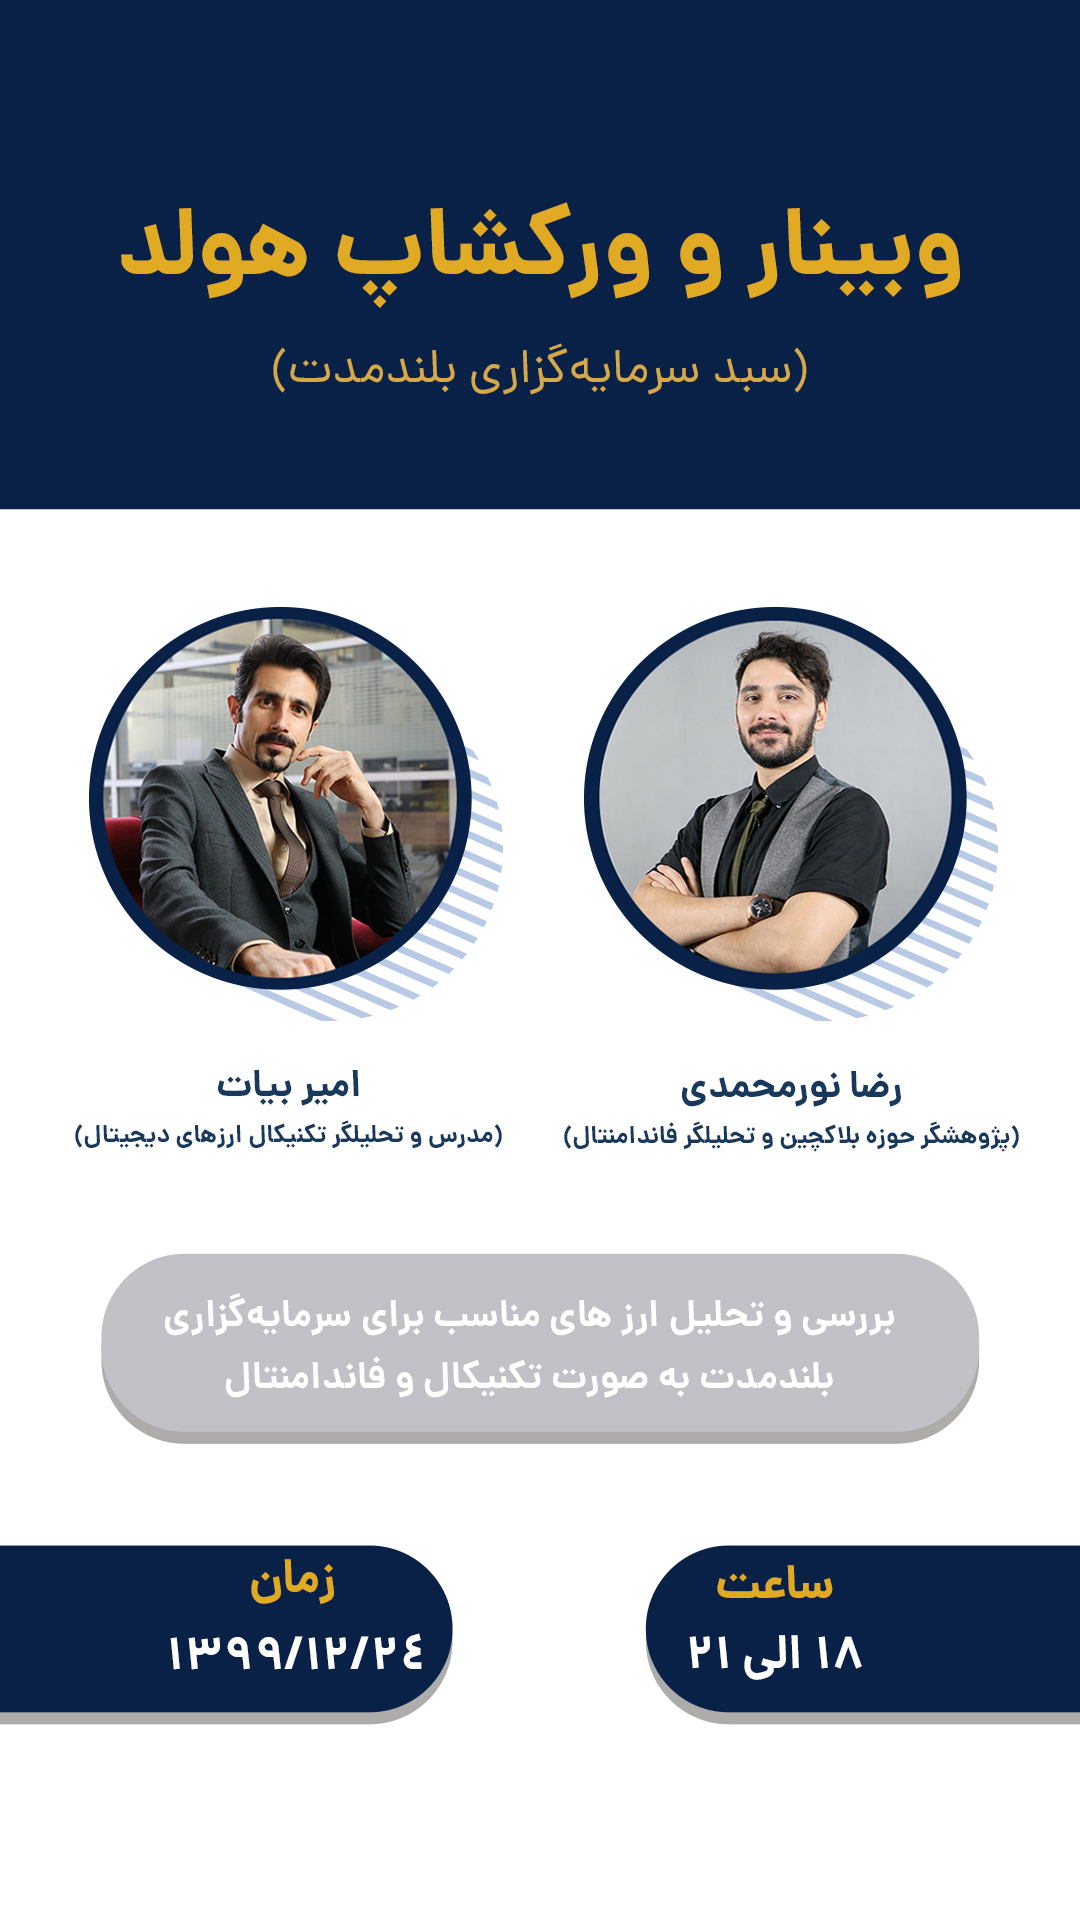 وبینار و ورکشاپ هولد
(سبد سرمایه‌گزاری بلندمدت)
رضا نورمحمدی
(پژوهشگر حوزه بلاکچین و تحلیلگر فاندامنتال)
امیر بیات
(مدرس و تحلیلگر تکنیکال ارزهای دیجیتال)
بررسی و تحلیل ارز های مناسب برای سرمایه‌گزاری
بلندمدت به صورت تکنیکال و فاندامنتال
ساعت
۱۸ الی ۲۱
زمان
۱۳۹۹/۱۲/۲٤